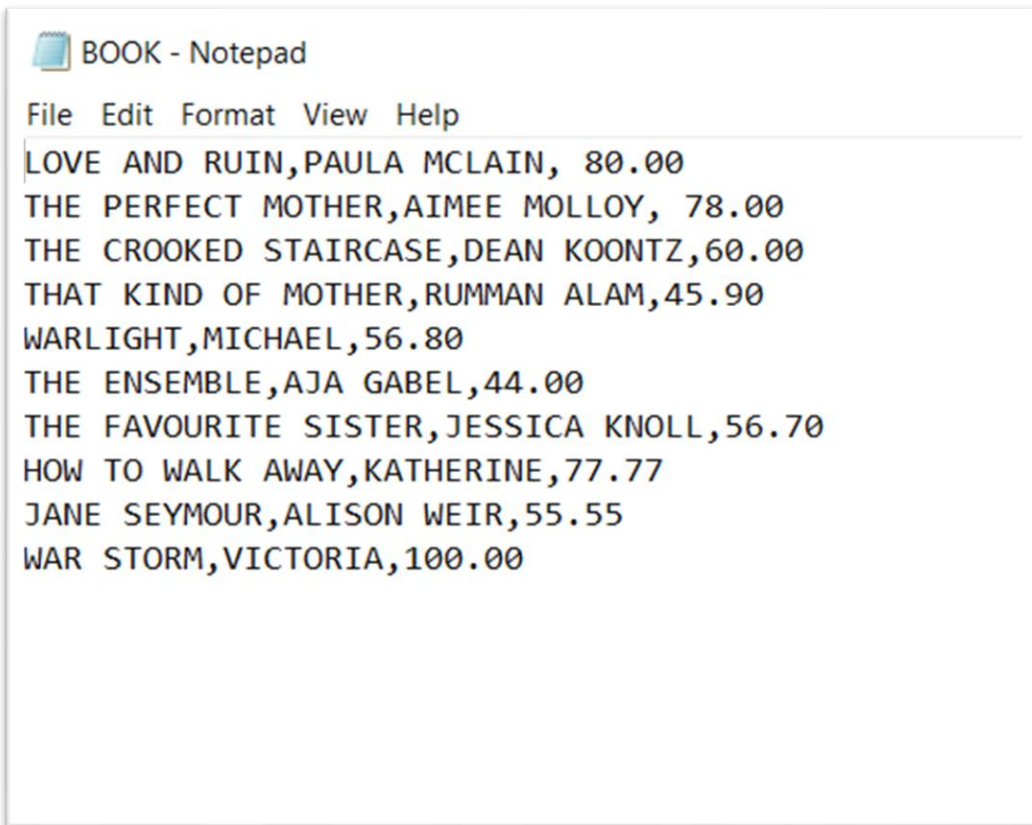 BOOK - Notepad
File Edit Format View Help
LOVE AND RUIN,PAULA MCLAIN, 80.00
THE PERFECT MOTHER,AIMEE MOLLOY, 78.00
THE CROOKED STAIRCASE,DEAN KOONTZ,60.00
THAT KIND OF MOTHER,RUMMAN ALAM,45.90
WARLIGHT,MICHAEL,56.80
THE ENSEMBLE,AJA GABEL,44.00
THE FAVOURITE SISTER,JESSICA KNOLL,56.70
HOW TO WALK AWAY,KATHERINE,77.77
JANE SEYMOUR,ALISON WEIR,55.55
WAR STORM,VICTORIA,100.00